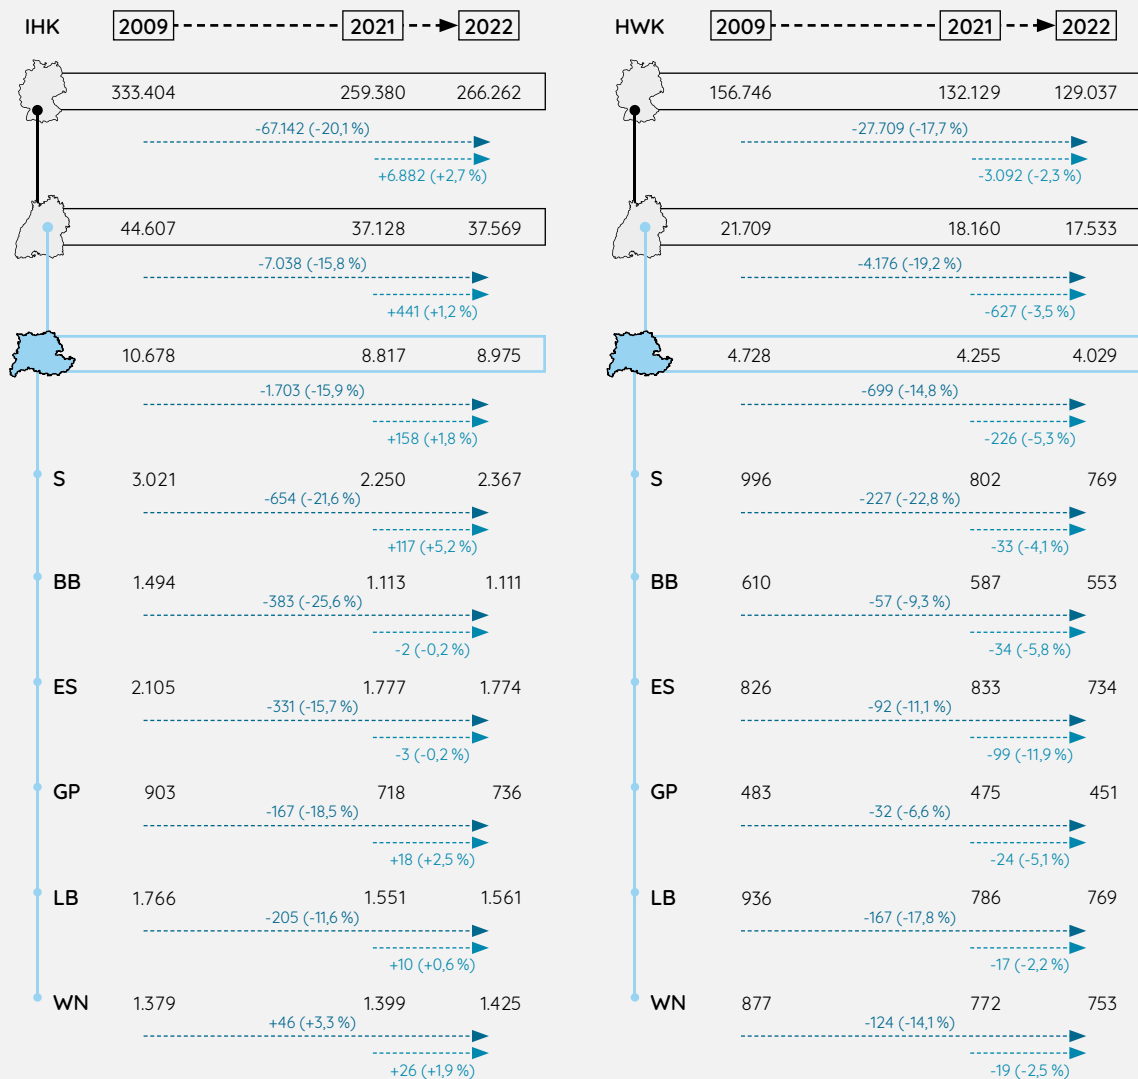 IHK 2009 2021 2022
333.404 259.380 266.262
-67.142 (-20,1 %)
+6.882 (+2,7 %)
44.607 37.128 37.569
-7.038 (-15,8 %)
+441 (+1,2 %)
10.678 8.817 8.975
-1.703 (-15,9 %)
+158 (+1,8 %)
S 3.021 2.250 2.367
-654 (-21,6 %)
+117 (+5,2 %)
BB 1.494 1.113 1.111
-383 (-25,6 %)
-2 (-0,2 %)
ES 2.105 1.777 1.774
-331 (-15,7 %)
-3 (-0,2 %)
GP 903 718 736
-167 (-18,5 %)
+18 (+2,5 %)
LB 1.766 1.551 1.561
-205 (-11,6 %)
+10 (+0,6 %)
WN 1.379 1.399 1.425
+46 (+3,3 %)
+26 (+1,9 %)
HWK 2009 2021 2022
156.746 132.129 129.037
-27.709 (-17,7 %)
-3.092 (-2,3 %)
21.709 18.160 17.533
-4.176 (-19,2 %)
-627 (-3,5 %)
4.728 4.255 4.029
-699 (-14,8 %)
-226 (-5,3 %)
S 996 802 769
-227 (-22,8 %)
-33 (-4,1 %)
BB 610 587 553
-57 (-9,3 %)
-34 (-5,8 %)
ES 826 833 734
-92 (-11,1 %)
-99 (-11,9 %)
GP 483 475 451
-32 (-6,6 %)
-24 (-5,1 %)
LB 936 786 769
-167 (-17,8 %)
-17 (-2,2 %)
WN 877 772 753
-124 (-14,1 %)
-19 (-2,5 %)